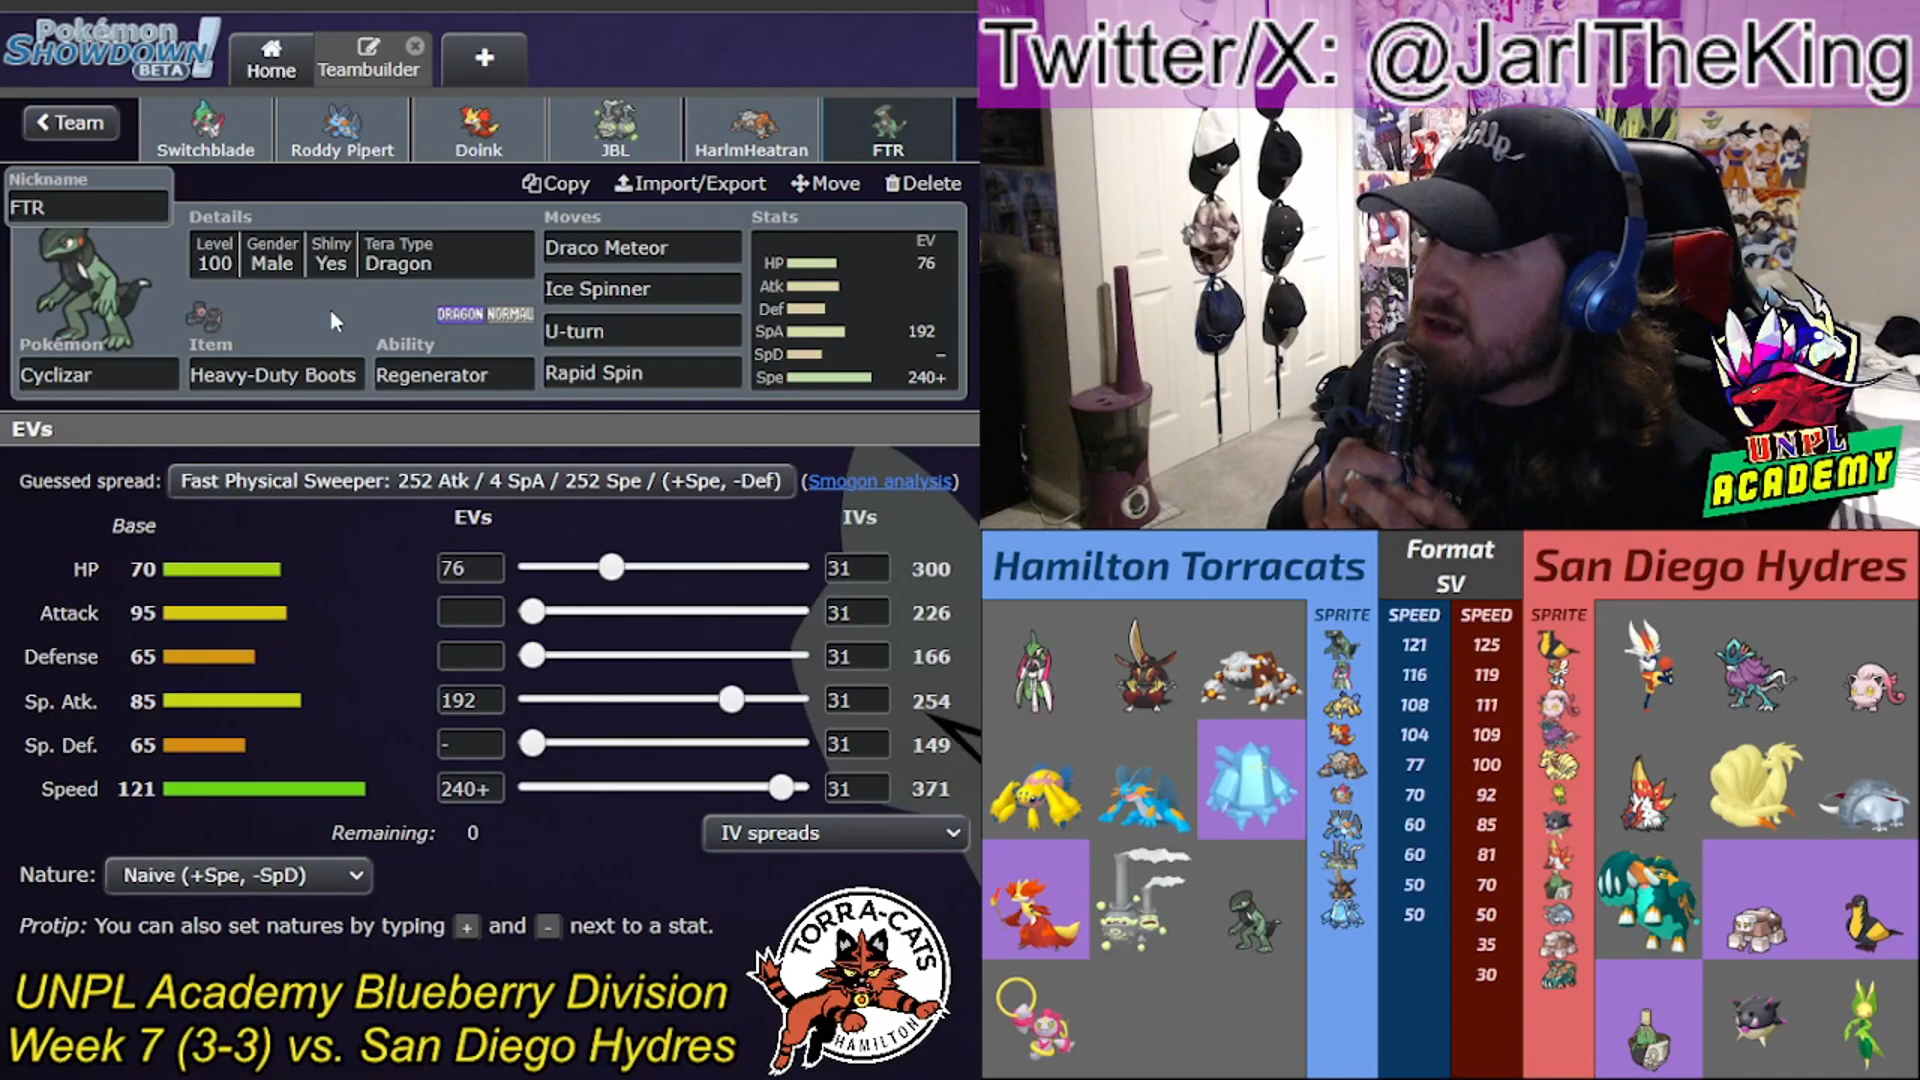 Pokémon
SHOWDOWN!
BETA
Home
Teambuilder
+
Team
Switchblade
Roddy Pipert
Doink
JBL
HarlmHeatran
FTR
Nickname
FTR
Copy
Import/Export
Move
Delete
Details
Level
100
Gender
Male
Shiny
Yes
Tera Type
Dragon
DRAGON NORMAL
Pokémon
Cyclizar
Item
Heavy-Duty Boots
Ability
Regenerator
Moves
Draco Meteor
Ice Spinner
U-turn
Rapid Spin
Stats
EV
HP 76
Atk
Def
SpA 192
SpD –
Spe 240+
EVs
Guessed spread: Fast Physical Sweeper: 252 Atk / 4 SpA / 252 Spe / (+Spe, -Def) (Smogon analysis)
Base EVs IVs
HP 70 76 31 300
Attack 95 31 226
Defense 65 31 166
Sp. Atk. 85 192 31 254
Sp. Def. 65 - 31 149
Speed 121 240+ 31 371
Remaining: 0
IV spreads
Nature: Naive (+Spe, -SpD)
Protip: You can also set natures by typing + and - next to a stat.
UNPL Academy Blueberry Division
Week 7 (3-3) vs. San Diego Hydres
TORRA-CATS
HAMILTON
Twitter/X: @JarlTheKing
UNPL
ACADEMY
Hamilton Torracats
Format
SV
San Diego Hydres
SPRITE SPEED SPEED SPRITE
121 125
116 119
108 111
104 109
77 100
70 92
60 85
60 81
50 70
50 50
35
30